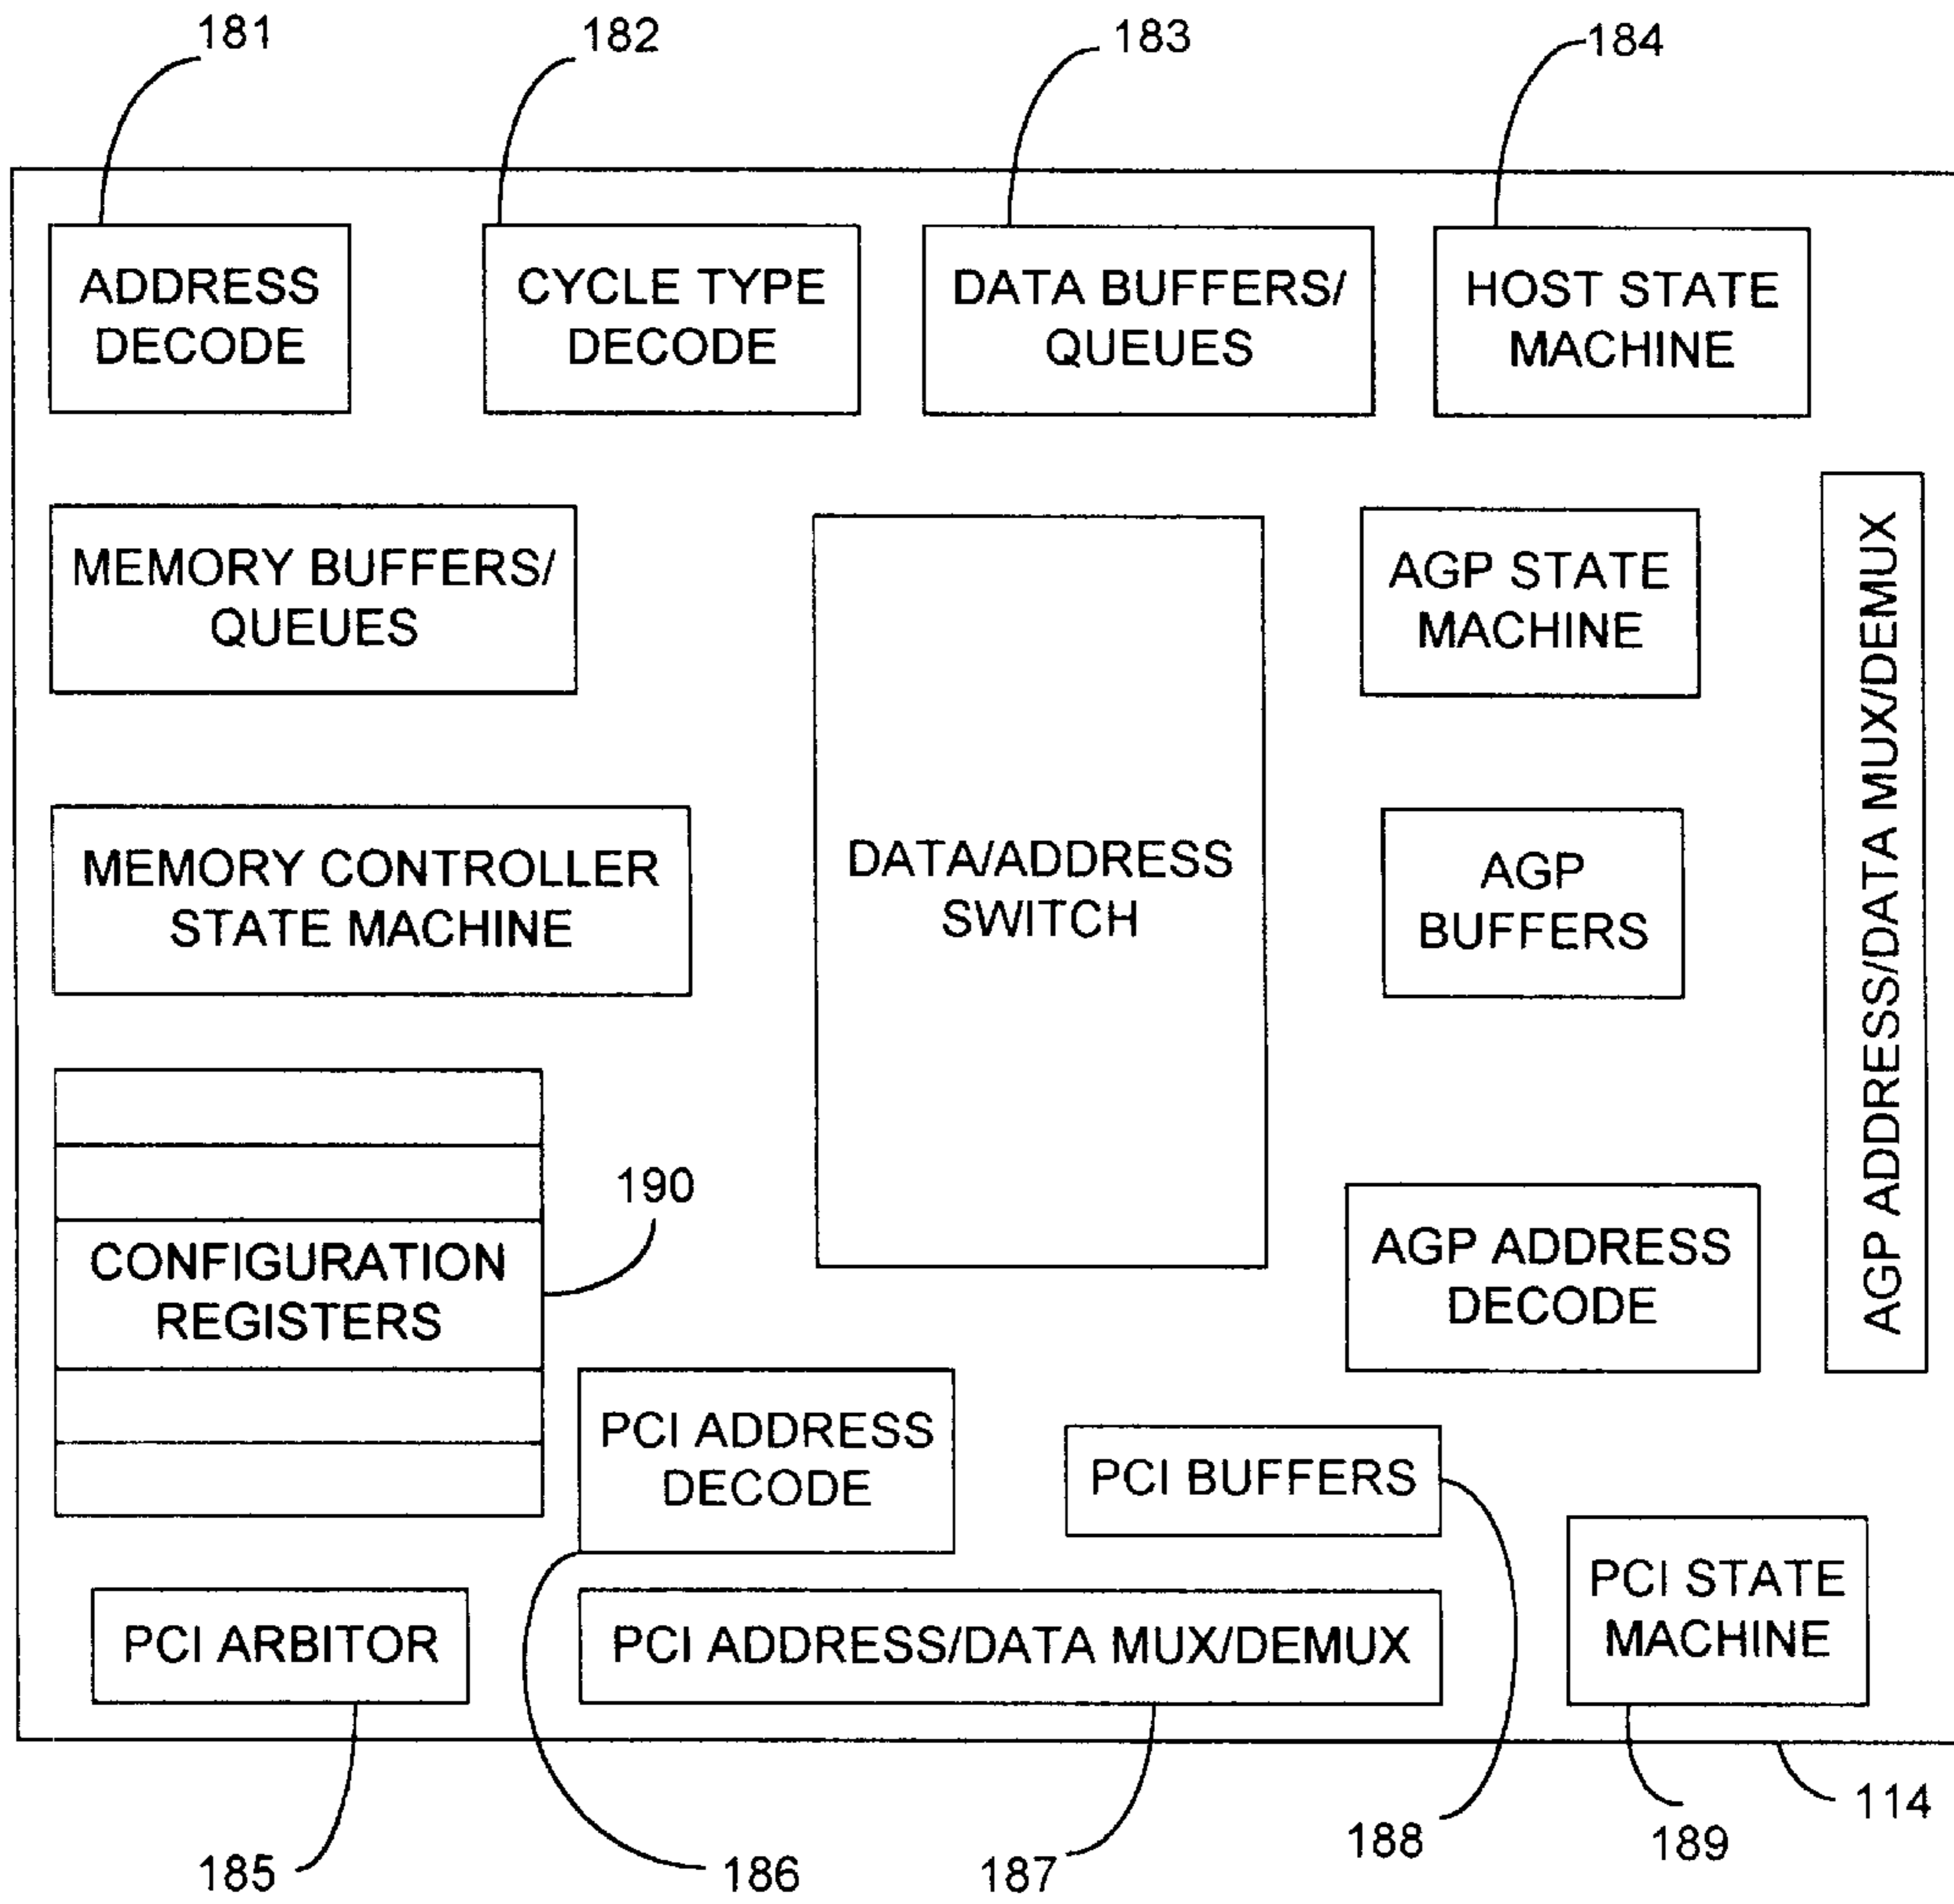 181
182
183
184
ADDRESS
DECODE
CYCLE TYPE
DECODE
DATA BUFFERS/
QUEUES
HOST STATE
MACHINE
MEMORY BUFFERS/
QUEUES
AGP STATE
MACHINE
AGP ADDRESS/DATA MUX/DEMUX
MEMORY CONTROLLER
STATE MACHINE
DATA/ADDRESS
SWITCH
AGP
BUFFERS
CONFIGURATION
REGISTERS
190
AGP ADDRESS
DECODE
PCI ADDRESS
DECODE
PCI BUFFERS
PCI STATE
MACHINE
PCI ARBITOR
PCI ADDRESS/DATA MUX/DEMUX
185
186
187
188
189
114